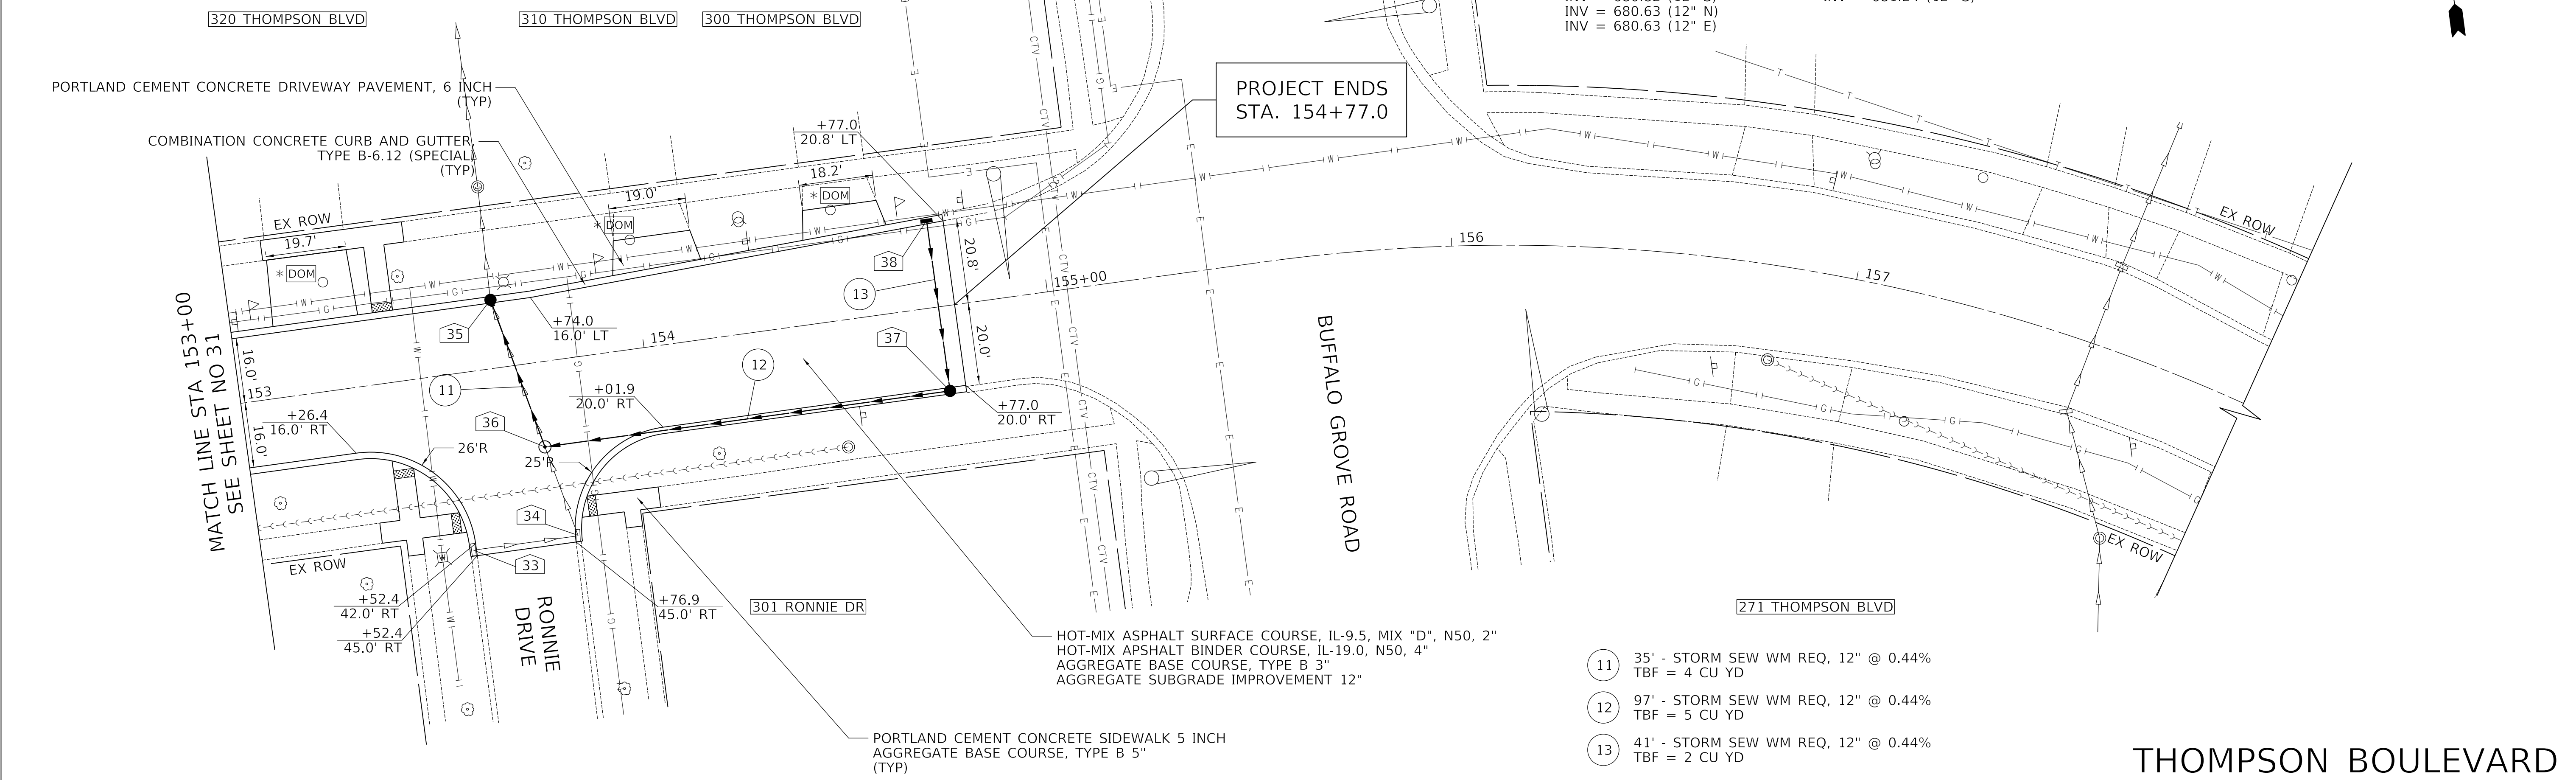 320 THOMPSON BLVD
310 THOMPSON BLVD
300 THOMPSON BLVD
INV = 680.63 (12" N)
INV = 680.63 (12" E)
PORTLAND CEMENT CONCRETE DRIVEWAY PAVEMENT, 6 INCH
(TYP)
COMBINATION CONCRETE CURB AND GUTTER,
TYPE B-6.12 (SPECIAL)
(TYP)
PROJECT ENDS
STA. 154+77.0
+77.0
20.8' LT
18.2'
19.0'
19.7'
* DOM
* DOM
* DOM
EX ROW
EX ROW
38
13
20.8'
155+00
156
157
35
+74.0
16.0' LT
154
37
20.0'
MATCH LINE STA 153+00
SEE SHEET NO 31
16.0'
153
16.0'
11
12
+01.9
20.0' RT
+26.4
16.0' RT
36
26'R
25'R
+77.0
20.0' RT
BUFFALO GROVE ROAD
34
33
EX ROW
EX ROW
+52.4
42.0' RT
+52.4
45.0' RT
RONNIE
DRIVE
+76.9
45.0' RT
301 RONNIE DR
271 THOMPSON BLVD
HOT-MIX ASPHALT SURFACE COURSE, IL-9.5, MIX "D", N50, 2"
HOT-MIX APSHALT BINDER COURSE, IL-19.0, N50, 4"
AGGREGATE BASE COURSE, TYPE B 3"
AGGREGATE SUBGRADE IMPROVEMENT 12"
PORTLAND CEMENT CONCRETE SIDEWALK 5 INCH
AGGREGATE BASE COURSE, TYPE B 5"
(TYP)
11 35' - STORM SEW WM REQ, 12" @ 0.44%
TBF = 4 CU YD
12 97' - STORM SEW WM REQ, 12" @ 0.44%
TBF = 5 CU YD
13 41' - STORM SEW WM REQ, 12" @ 0.44%
TBF = 2 CU YD
THOMPSON BOULEVARD